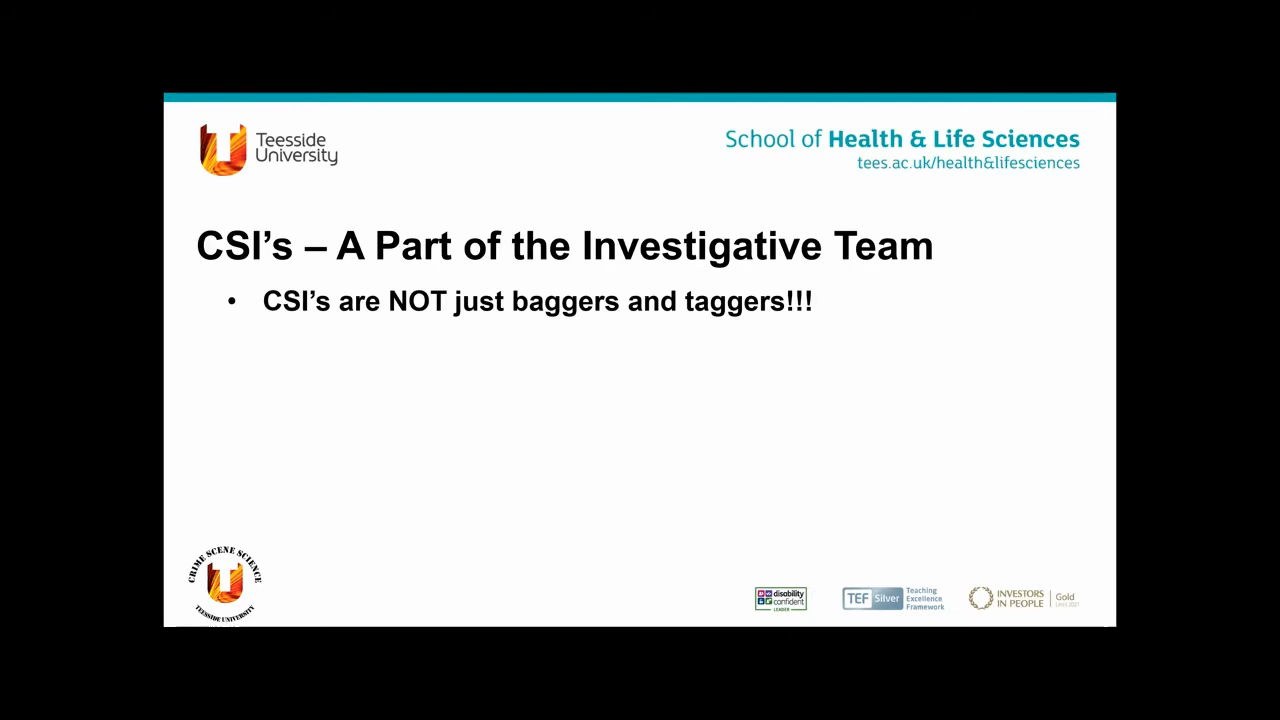 Teesside
University
School of Health & Life Sciences
tees.ac.uk/health&lifesciences
CSI’s – A Part of the Investigative Team
• CSI’s are NOT just baggers and taggers!!!
CRIME SCENE SCIENCE
TEESSIDE UNIVERSITY
disability
confident
LEADER
TEF Silver
Teaching
Excellence
Framework
INVESTORS
IN PEOPLE
Gold